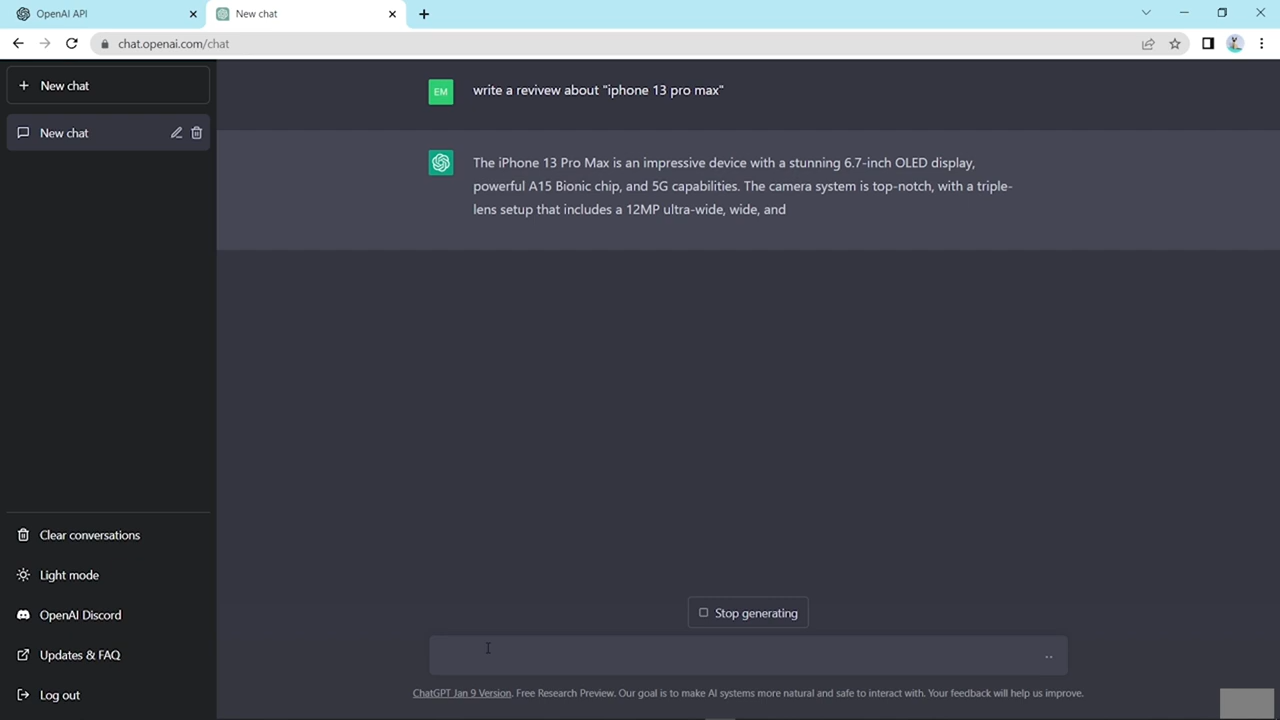 OpenAI API
New chat
chat.openai.com/chat
New chat
New chat
Clear conversations
Light mode
OpenAI Discord
Updates & FAQ
Log out
EM
write a revivew about "iphone 13 pro max"
The iPhone 13 Pro Max is an impressive device with a stunning 6.7-inch OLED display,
powerful A15 Bionic chip, and 5G capabilities. The camera system is top-notch, with a triple-
lens setup that includes a 12MP ultra-wide, wide, and
Stop generating
..
ChatGPT Jan 9 Version. Free Research Preview. Our goal is to make AI systems more natural and safe to interact with. Your feedback will help us improve.